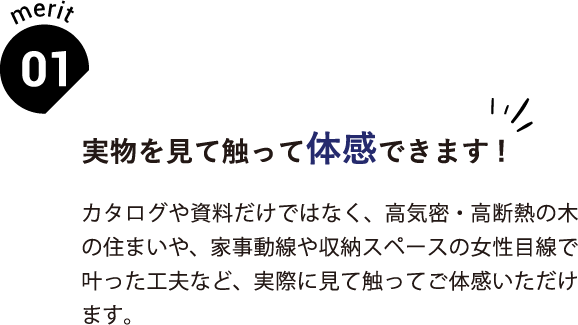 merit
01
実物を見て触って体感できます！
カタログや資料だけではなく、高気密・高断熱の木
の住まいや、家事動線や収納スペースの女性目線で
叶った工夫など、実際に見て触ってご体感いただけ
ます。